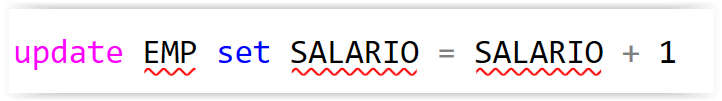 update EMP set SALARIO = SALARIO + 1